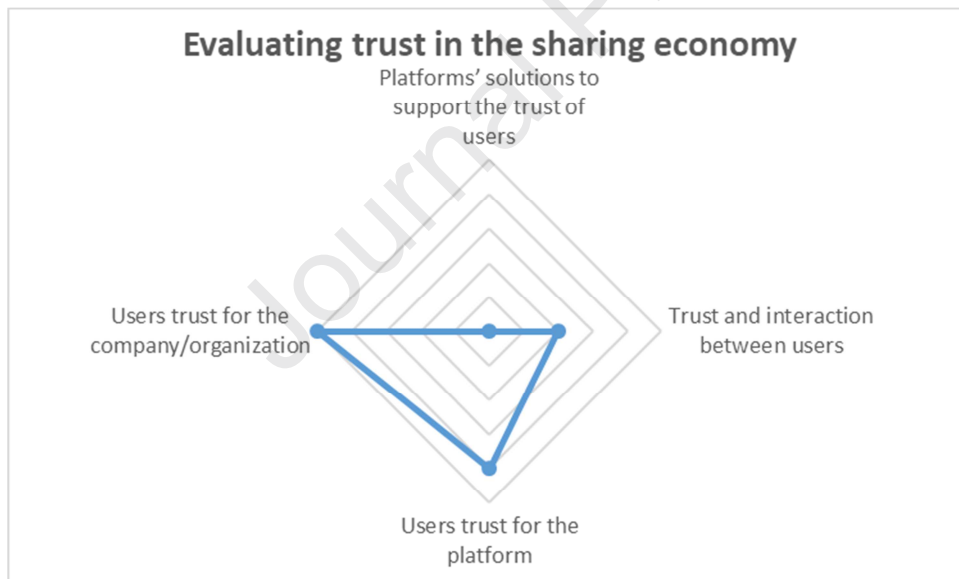 Evaluating trust in the sharing economy
Platforms' solutions to
support the trust of
users
Users trust for the
company/organization
Trust and interaction
between users
Users trust for the
platform
Journal P